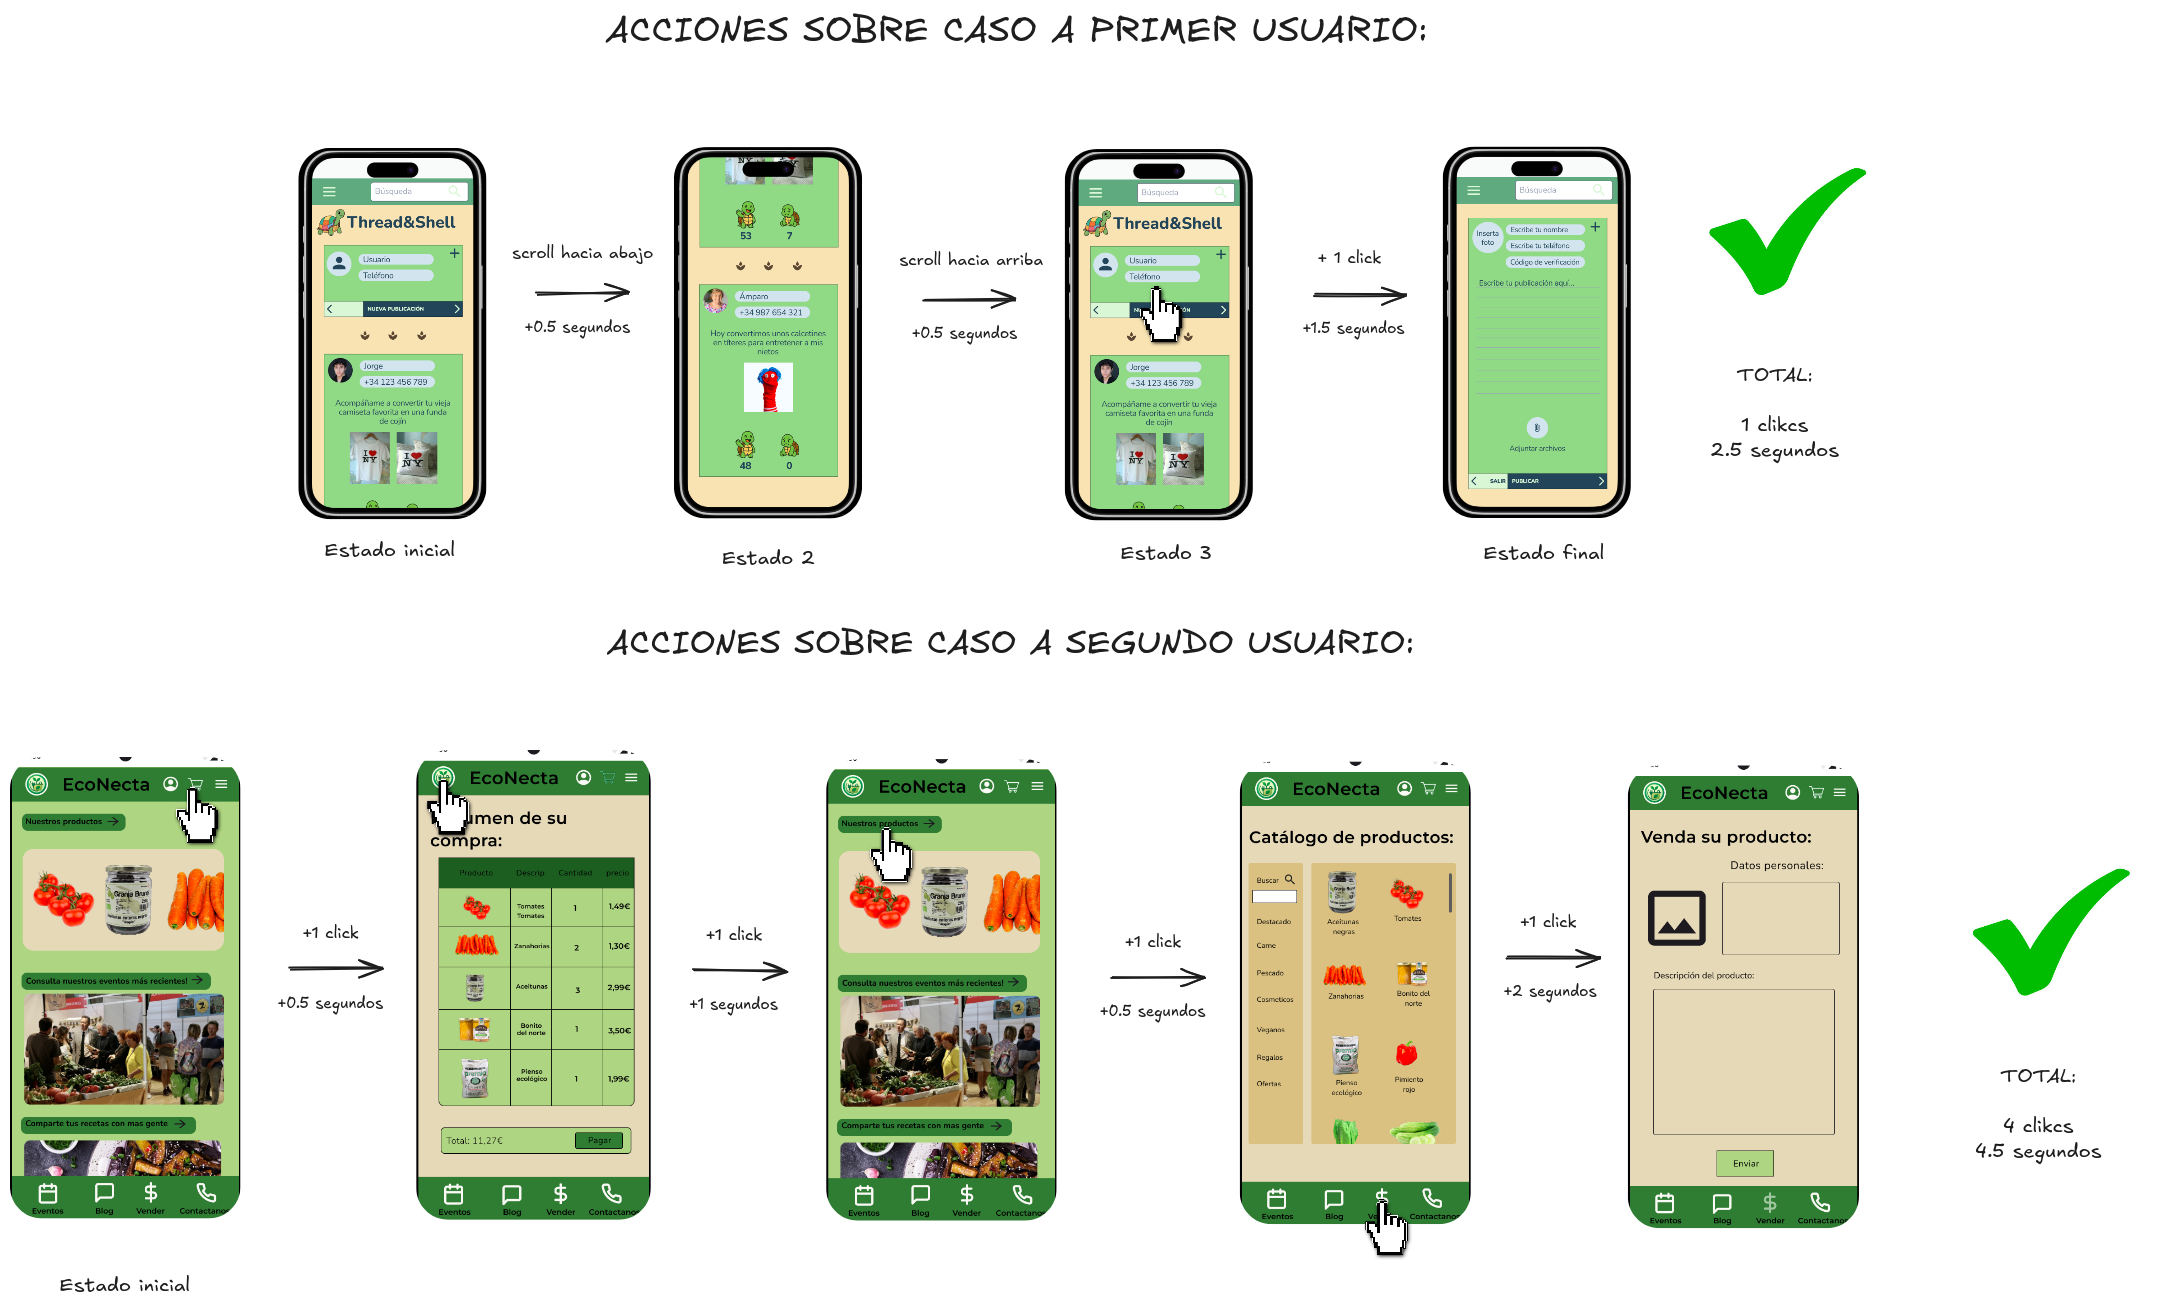 ACCIONES SOBRE CASO A PRIMER USUARIO:
Búsqueda
Thread&Shell
Usuario
Teléfono
NUEVA PUBLICACIÓN
Jorge
+34 123 456 789
Acompáñame a convertir tu vieja
camiseta favorita en una funda
de cojín
I ❤ NY
I ❤ NY
Estado inicial
scroll hacia abajo
+0.5 segundos
53 7
Ámparo
+34 987 654 321
Hoy convertimos unos calcetines
en títeres para entretener a mis
nietos
48 0
Estado 2
scroll hacia arriba
+0.5 segundos
Búsqueda
Thread&Shell
Usuario
Teléfono
Jorge
+34 123 456 789
Acompáñame a convertir tu vieja
camiseta favorita en una funda
de cojín
I ❤ NY
I ❤ NY
Estado 3
+ 1 click
+1.5 segundos
Búsqueda
Inserta
foto
Escribe tu nombre
Escribe tu teléfono
Código de verificación
Escribe tu publicación aquí...
Adjuntar archivos
SALIR PUBLICAR
Estado final
TOTAL:
1 clikcs
2.5 segundos
ACCIONES SOBRE CASO A SEGUNDO USUARIO:
EcoNecta
Nuestros productos
Granja Bruno
Consulta nuestros eventos más recientes!
Comparte tus recetas con mas gente
Eventos Blog Vender Contactanos
Estado inicial
+1 click
+0.5 segundos
EcoNecta
umen de su
compra:
Producto Descrip Cantidad precio
Tomates
Tomates 1 1,49€
Zanahorias 2 1,30€
Aceitunas 3 2,99€
Bonito
del norte 1 3,50€
Pienso
ecológico 1 1,99€
Total: 11,27€ Pagar
Eventos Blog Vender Contactanos
+1 click
+1 segundos
EcoNecta
Nuestros productos
Granja Bruno
Consulta nuestros eventos más recientes!
Comparte tus recetas con mas gente
Eventos Blog Vender Contactanos
+1 click
+0.5 segundos
EcoNecta
Catálogo de productos:
Buscar
Destacado
Carne
Pescado
Cosmeticos
Veganos
Regalos
Ofertas
Aceitunas
negras
Tomates
Zanahorias
Bonito del
norte
Pienso
ecológico
Pimiento
rojo
Eventos Blog Contactanos
+1 click
+2 segundos
EcoNecta
Venda su producto:
Datos personales:
Descripción del producto:
Enviar
Eventos Blog Vender Contactanos
TOTAL:
4 clikcs
4.5 segundos